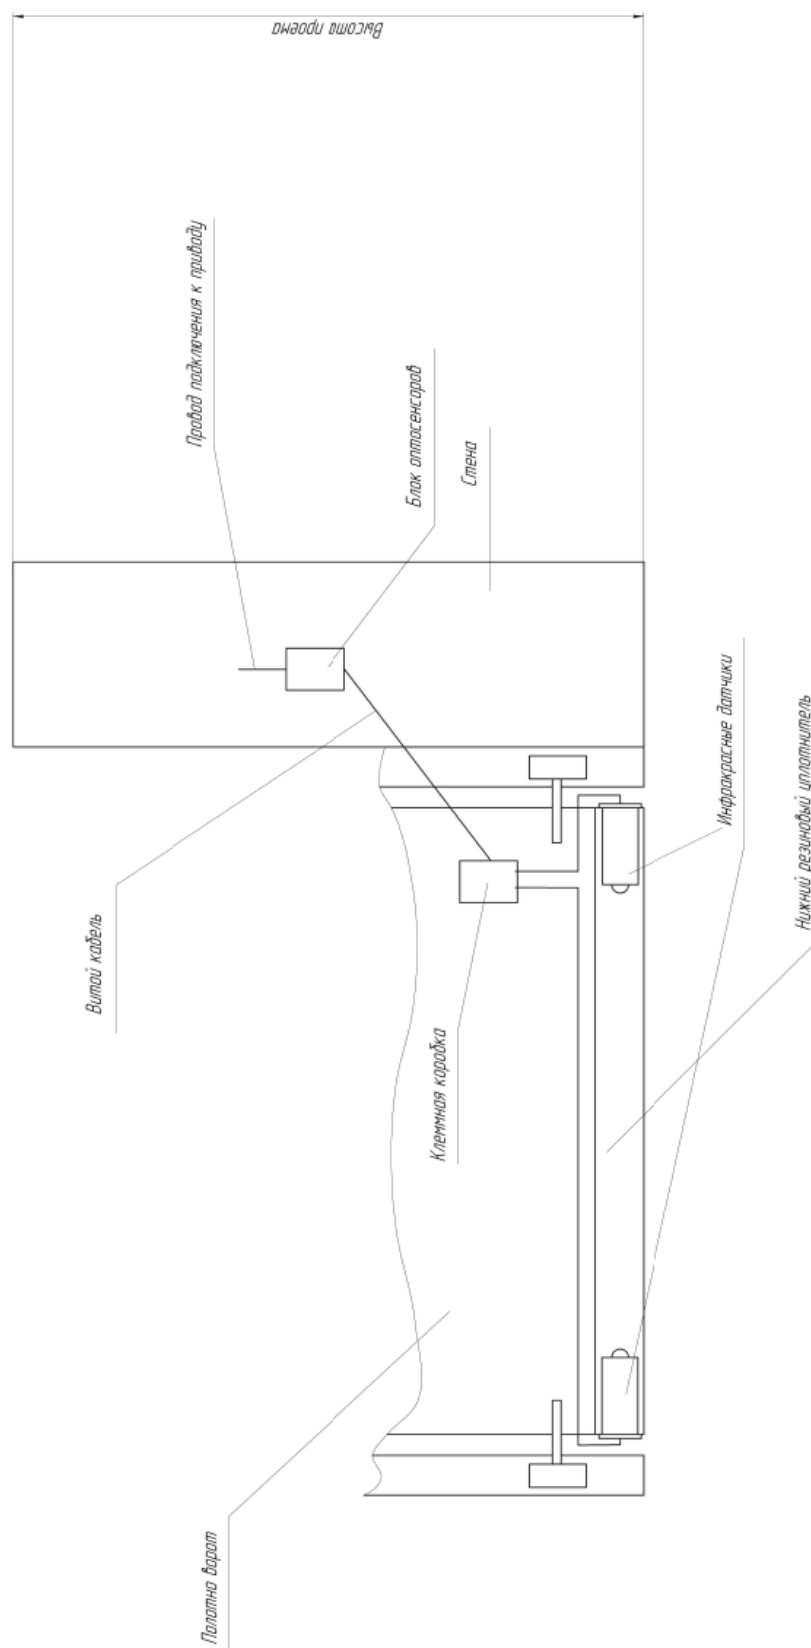 Высота проема
Провод подключения к приводу
Блок оптосенсоров
Стена
Инфракрасные датчики
Нижний резиновый уплотнитель
Витой кабель
Клеммная коробка
Полотно ворот